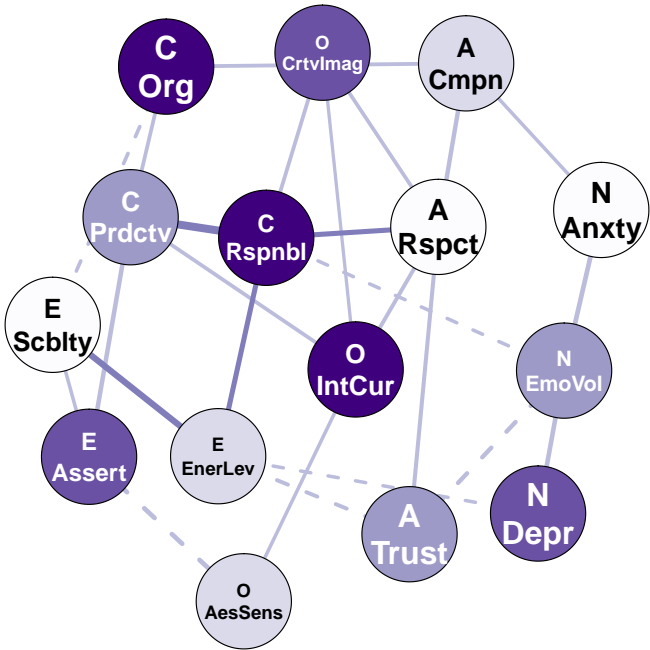 C
Org
O
CrtvImag
A
Cmpn
C
Prdctv
C
Rspnbl
A
Rspct
N
Anxty
E
Scblty
O
IntCur
N
EmoVol
E
Assert
E
EnerLev
A
Trust
N
Depr
O
AesSens